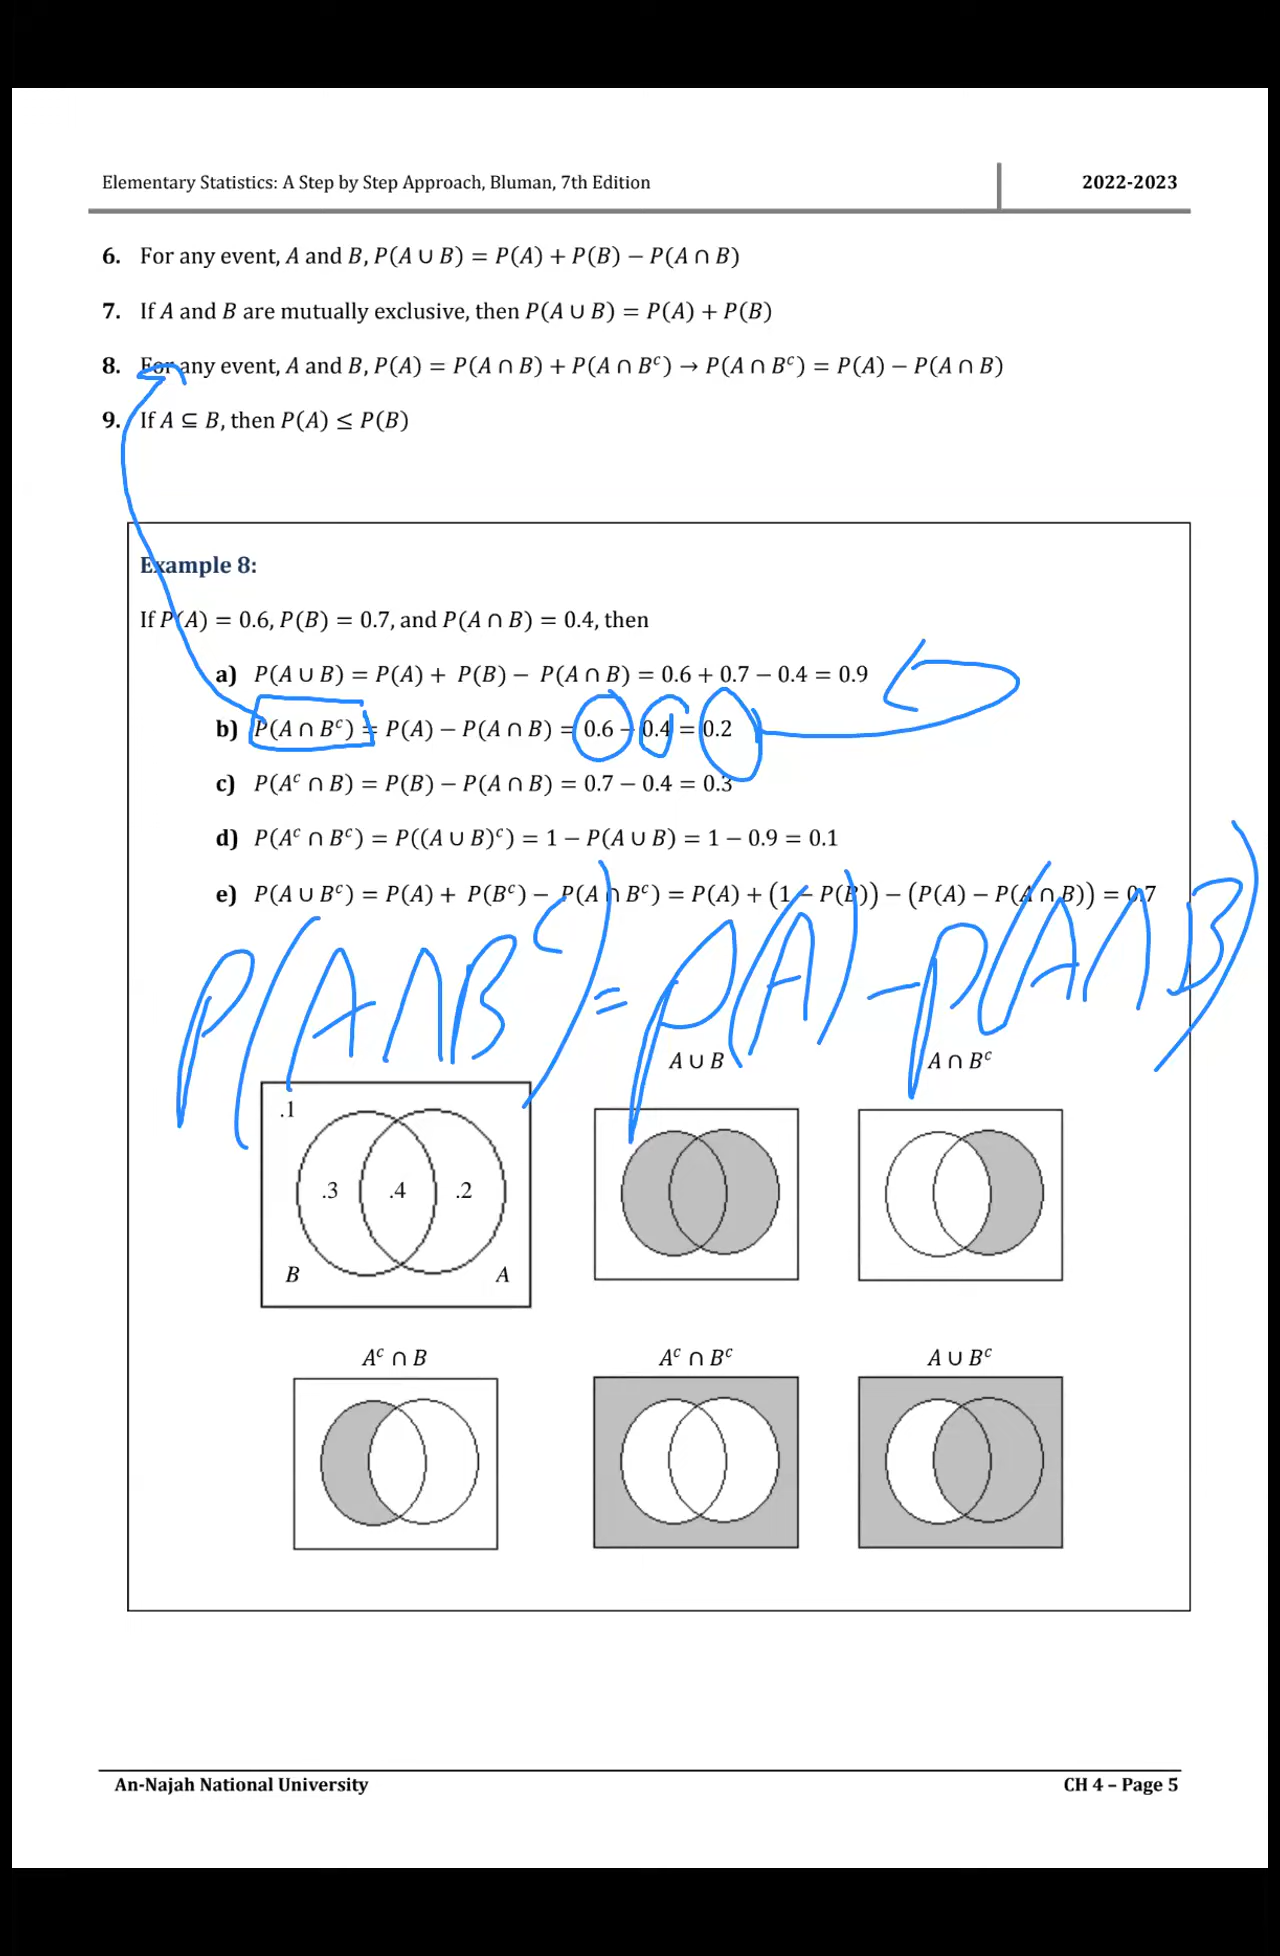 Elementary Statistics: A Step by Step Approach, Bluman, 7th Edition 2022-2023
6. For any event, A and B, P(A ∪ B) = P(A) + P(B) − P(A ∩ B)
7. If A and B are mutually exclusive, then P(A ∪ B) = P(A) + P(B)
8. For any event, A and B, P(A) = P(A ∩ B) + P(A ∩ Bᶜ) → P(A ∩ Bᶜ) = P(A) − P(A ∩ B)
9. If A ⊆ B, then P(A) ≤ P(B)
Example 8:
If P(A) = 0.6, P(B) = 0.7, and P(A ∩ B) = 0.4, then
a) P(A ∪ B) = P(A) + P(B) − P(A ∩ B) = 0.6 + 0.7 − 0.4 = 0.9
b) P(A ∩ Bᶜ) = P(A) − P(A ∩ B) = 0.6 − 0.4 = 0.2
c) P(Aᶜ ∩ B) = P(B) − P(A ∩ B) = 0.7 − 0.4 = 0.3
d) P(Aᶜ ∩ Bᶜ) = P((A ∪ B)ᶜ) = 1 − P(A ∪ B) = 1 − 0.9 = 0.1
e) P(A ∪ Bᶜ) = P(A) + P(Bᶜ) − P(A ∩ Bᶜ) = P(A) + (1 − P(B)) − (P(A) − P(A ∩ B)) = 0.7
P(A∩Bᶜ) = P(A) − P(A∩B)
A ∪ B A ∩ Bᶜ
.1
.3 .4 .2
B A
Aᶜ ∩ B Aᶜ ∩ Bᶜ A ∪ Bᶜ
An-Najah National University CH 4 – Page 5